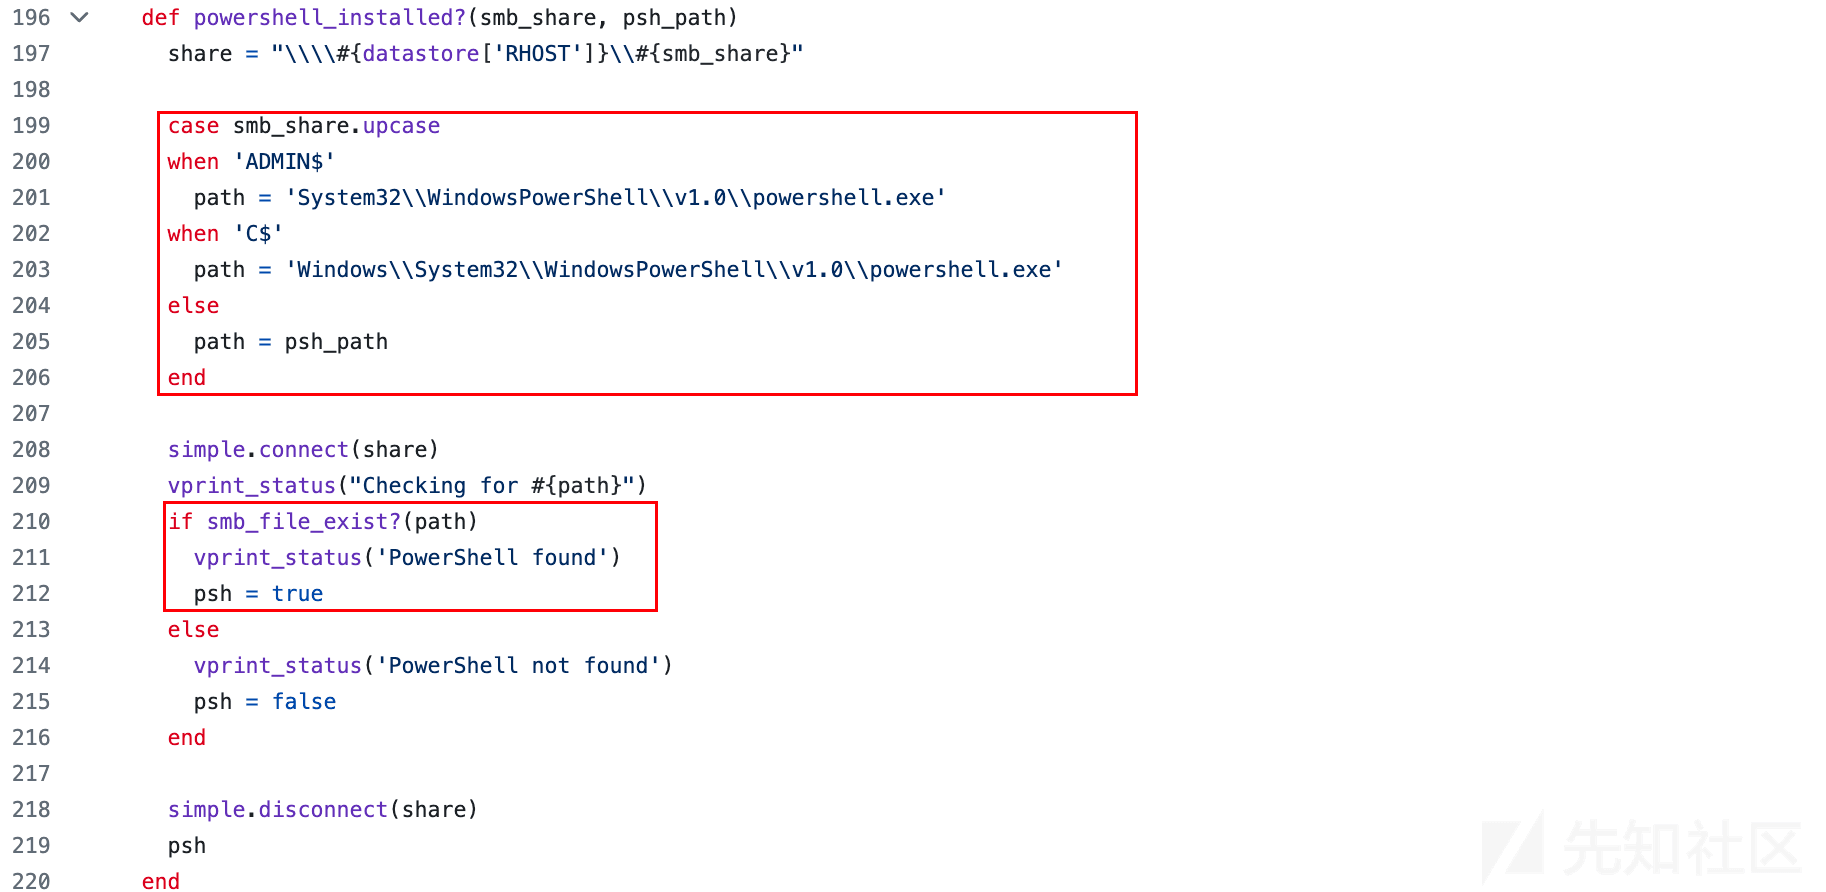 196 def powershell_installed?(smb_share, psh_path)
197 share = "\\\\#{datastore['RHOST']}\\#{smb_share}"
198
199 case smb_share.upcase
200 when 'ADMIN$'
201 path = 'System32\\WindowsPowerShell\\v1.0\\powershell.exe'
202 when 'C$'
203 path = 'Windows\\System32\\WindowsPowerShell\\v1.0\\powershell.exe'
204 else
205 path = psh_path
206 end
207
208 simple.connect(share)
209 vprint_status("Checking for #{path}")
210 if smb_file_exist?(path)
211 vprint_status('PowerShell found')
212 psh = true
213 else
214 vprint_status('PowerShell not found')
215 psh = false
216 end
217
218 simple.disconnect(share)
219 psh
220 end
先知社区